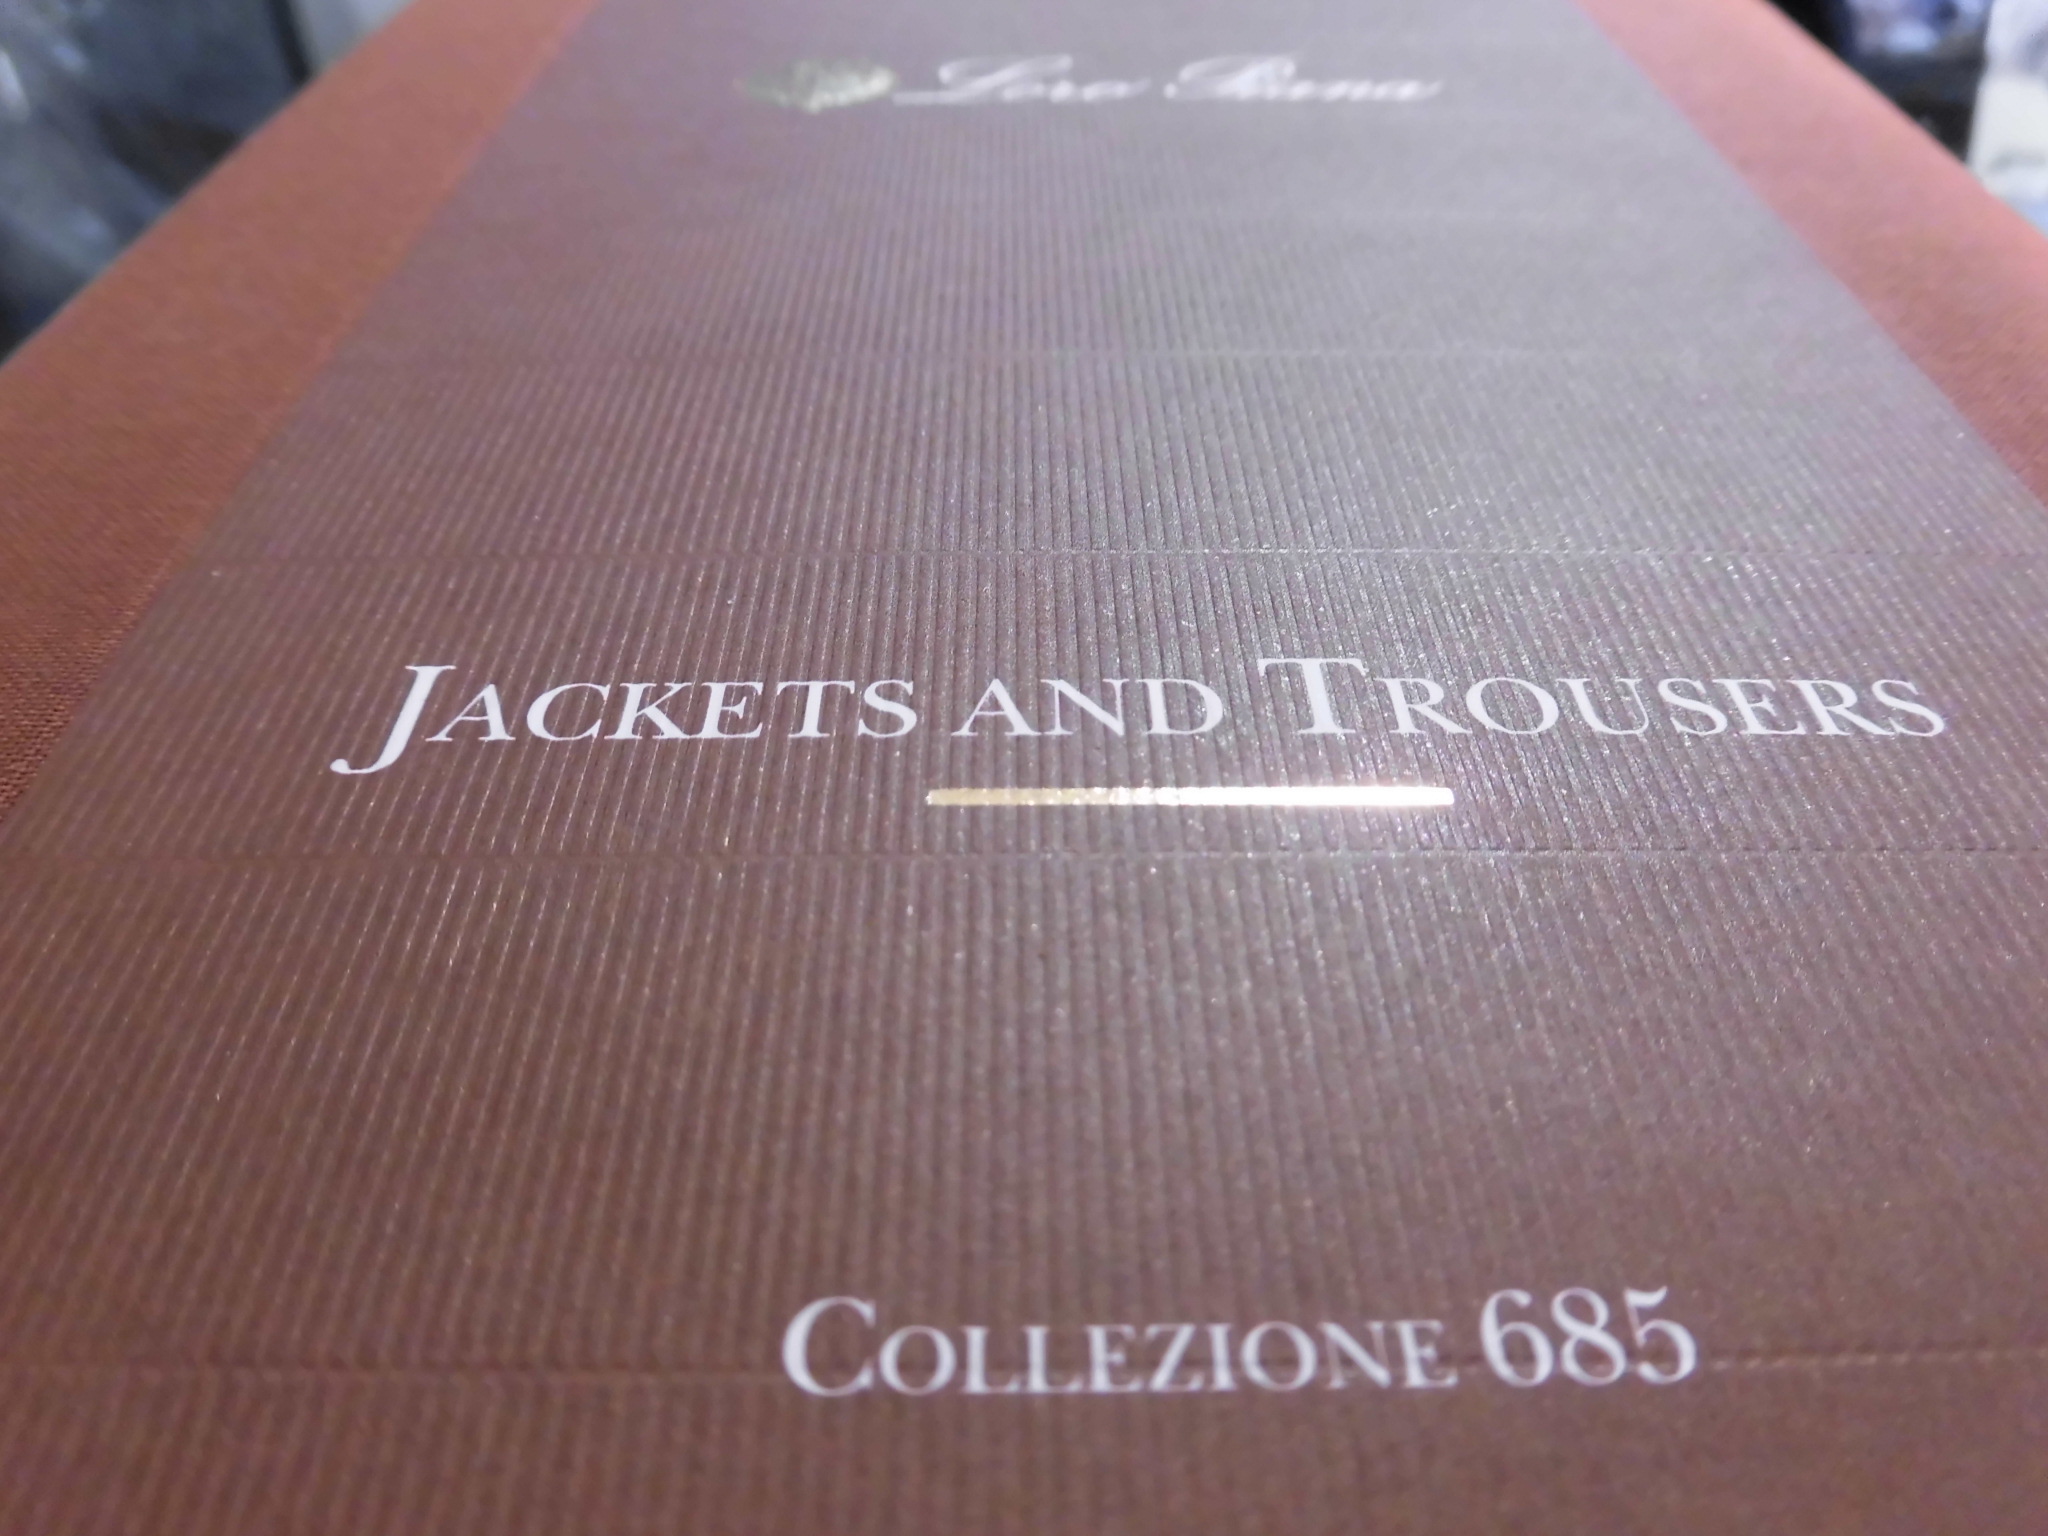 Loro Piana
JACKETS AND TROUSERS
COLLEZIONE 685